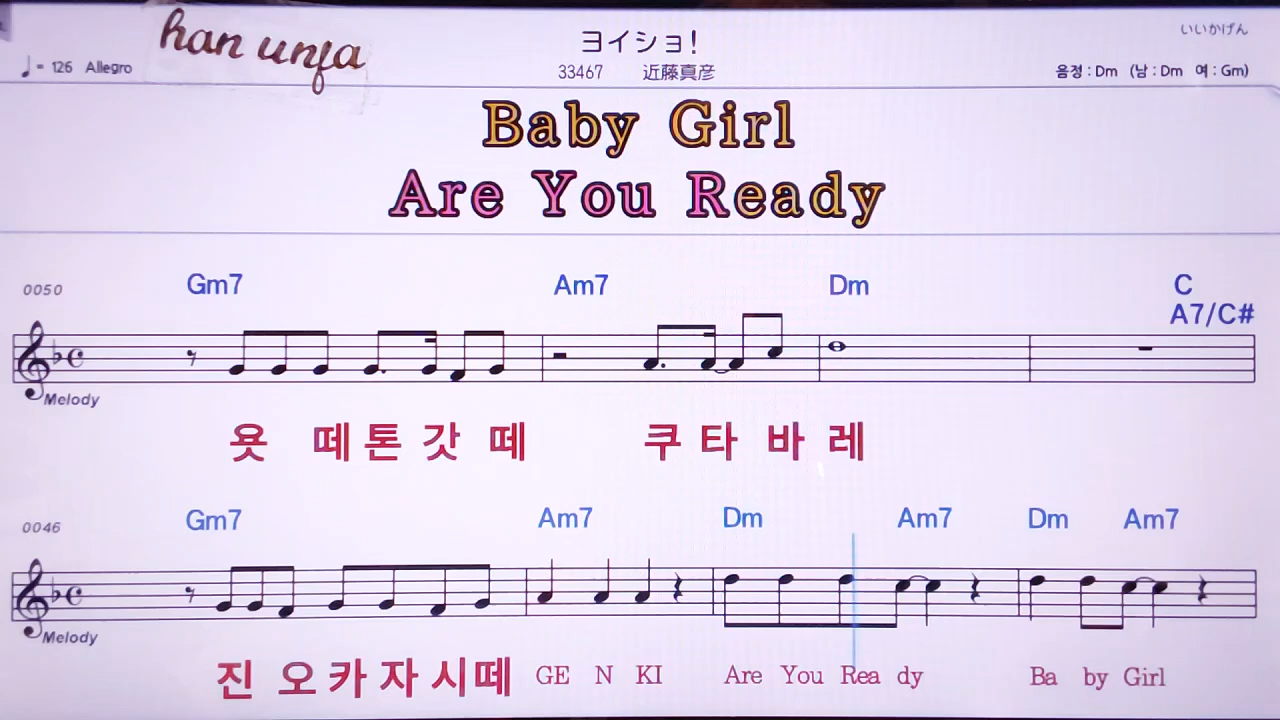 han unja
ヨイショ!
いいかげん
♩= 126 Allegro
33467 近藤真彦
음정 : Dm (남 : Dm 여 : Gm)
Baby Girl
Are You Ready
0050 Gm7 Am7 Dm C
A7/C#
Melody
욧 떼 톤 갓 떼 쿠 타 바 레
0046 Gm7 Am7 Dm Am7 Dm Am7
Melody
진 오 카 자 시 떼 GE N KI Are You Rea dy Ba by Girl